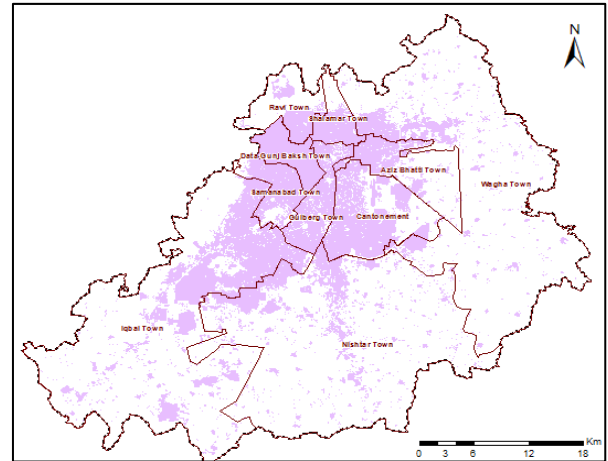 N
Ravi Town
Shalamar Town
Data Gunj Baksh Town
Aziz Bhatti Town
Wagha Town
Samanabad Town
Gulberg Town
Cantonement
Iqbal Town
Nishtar Town
Km
0 3 6 12 18